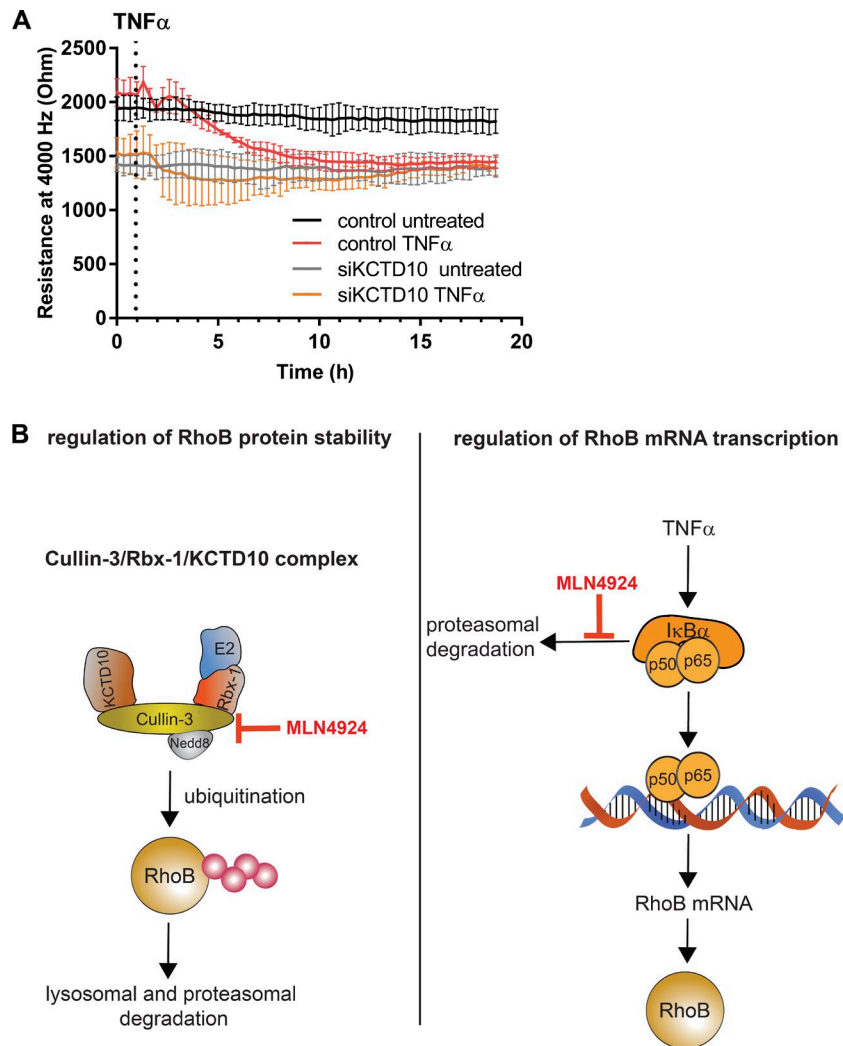 A
TNFα
2500
2000
1500
1000
500
0
Resistance at 4000 Hz (Ohm)
control untreated
control TNFα
siKCTD10 untreated
siKCTD10 TNFα
0 5 10 15 20
Time (h)
B
regulation of RhoB protein stability
Cullin-3/Rbx-1/KCTD10 complex
KCTD10
E2
Rbx-1
Cullin-3
Nedd8
MLN4924
ubiquitination
RhoB
lysosomal and proteasomal
degradation
regulation of RhoB mRNA transcription
TNFα
MLN4924
proteasomal
degradation
IκBα
p50 p65
p50 p65
RhoB mRNA
RhoB